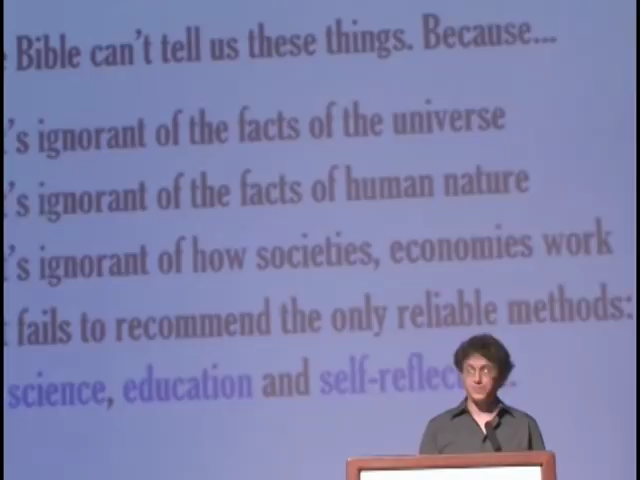 Bible can't tell us these things. Because...
's ignorant of the facts of the universe
's ignorant of the facts of human nature
's ignorant of how societies, economies work
fails to recommend the only reliable methods:
science, education and self-reflec